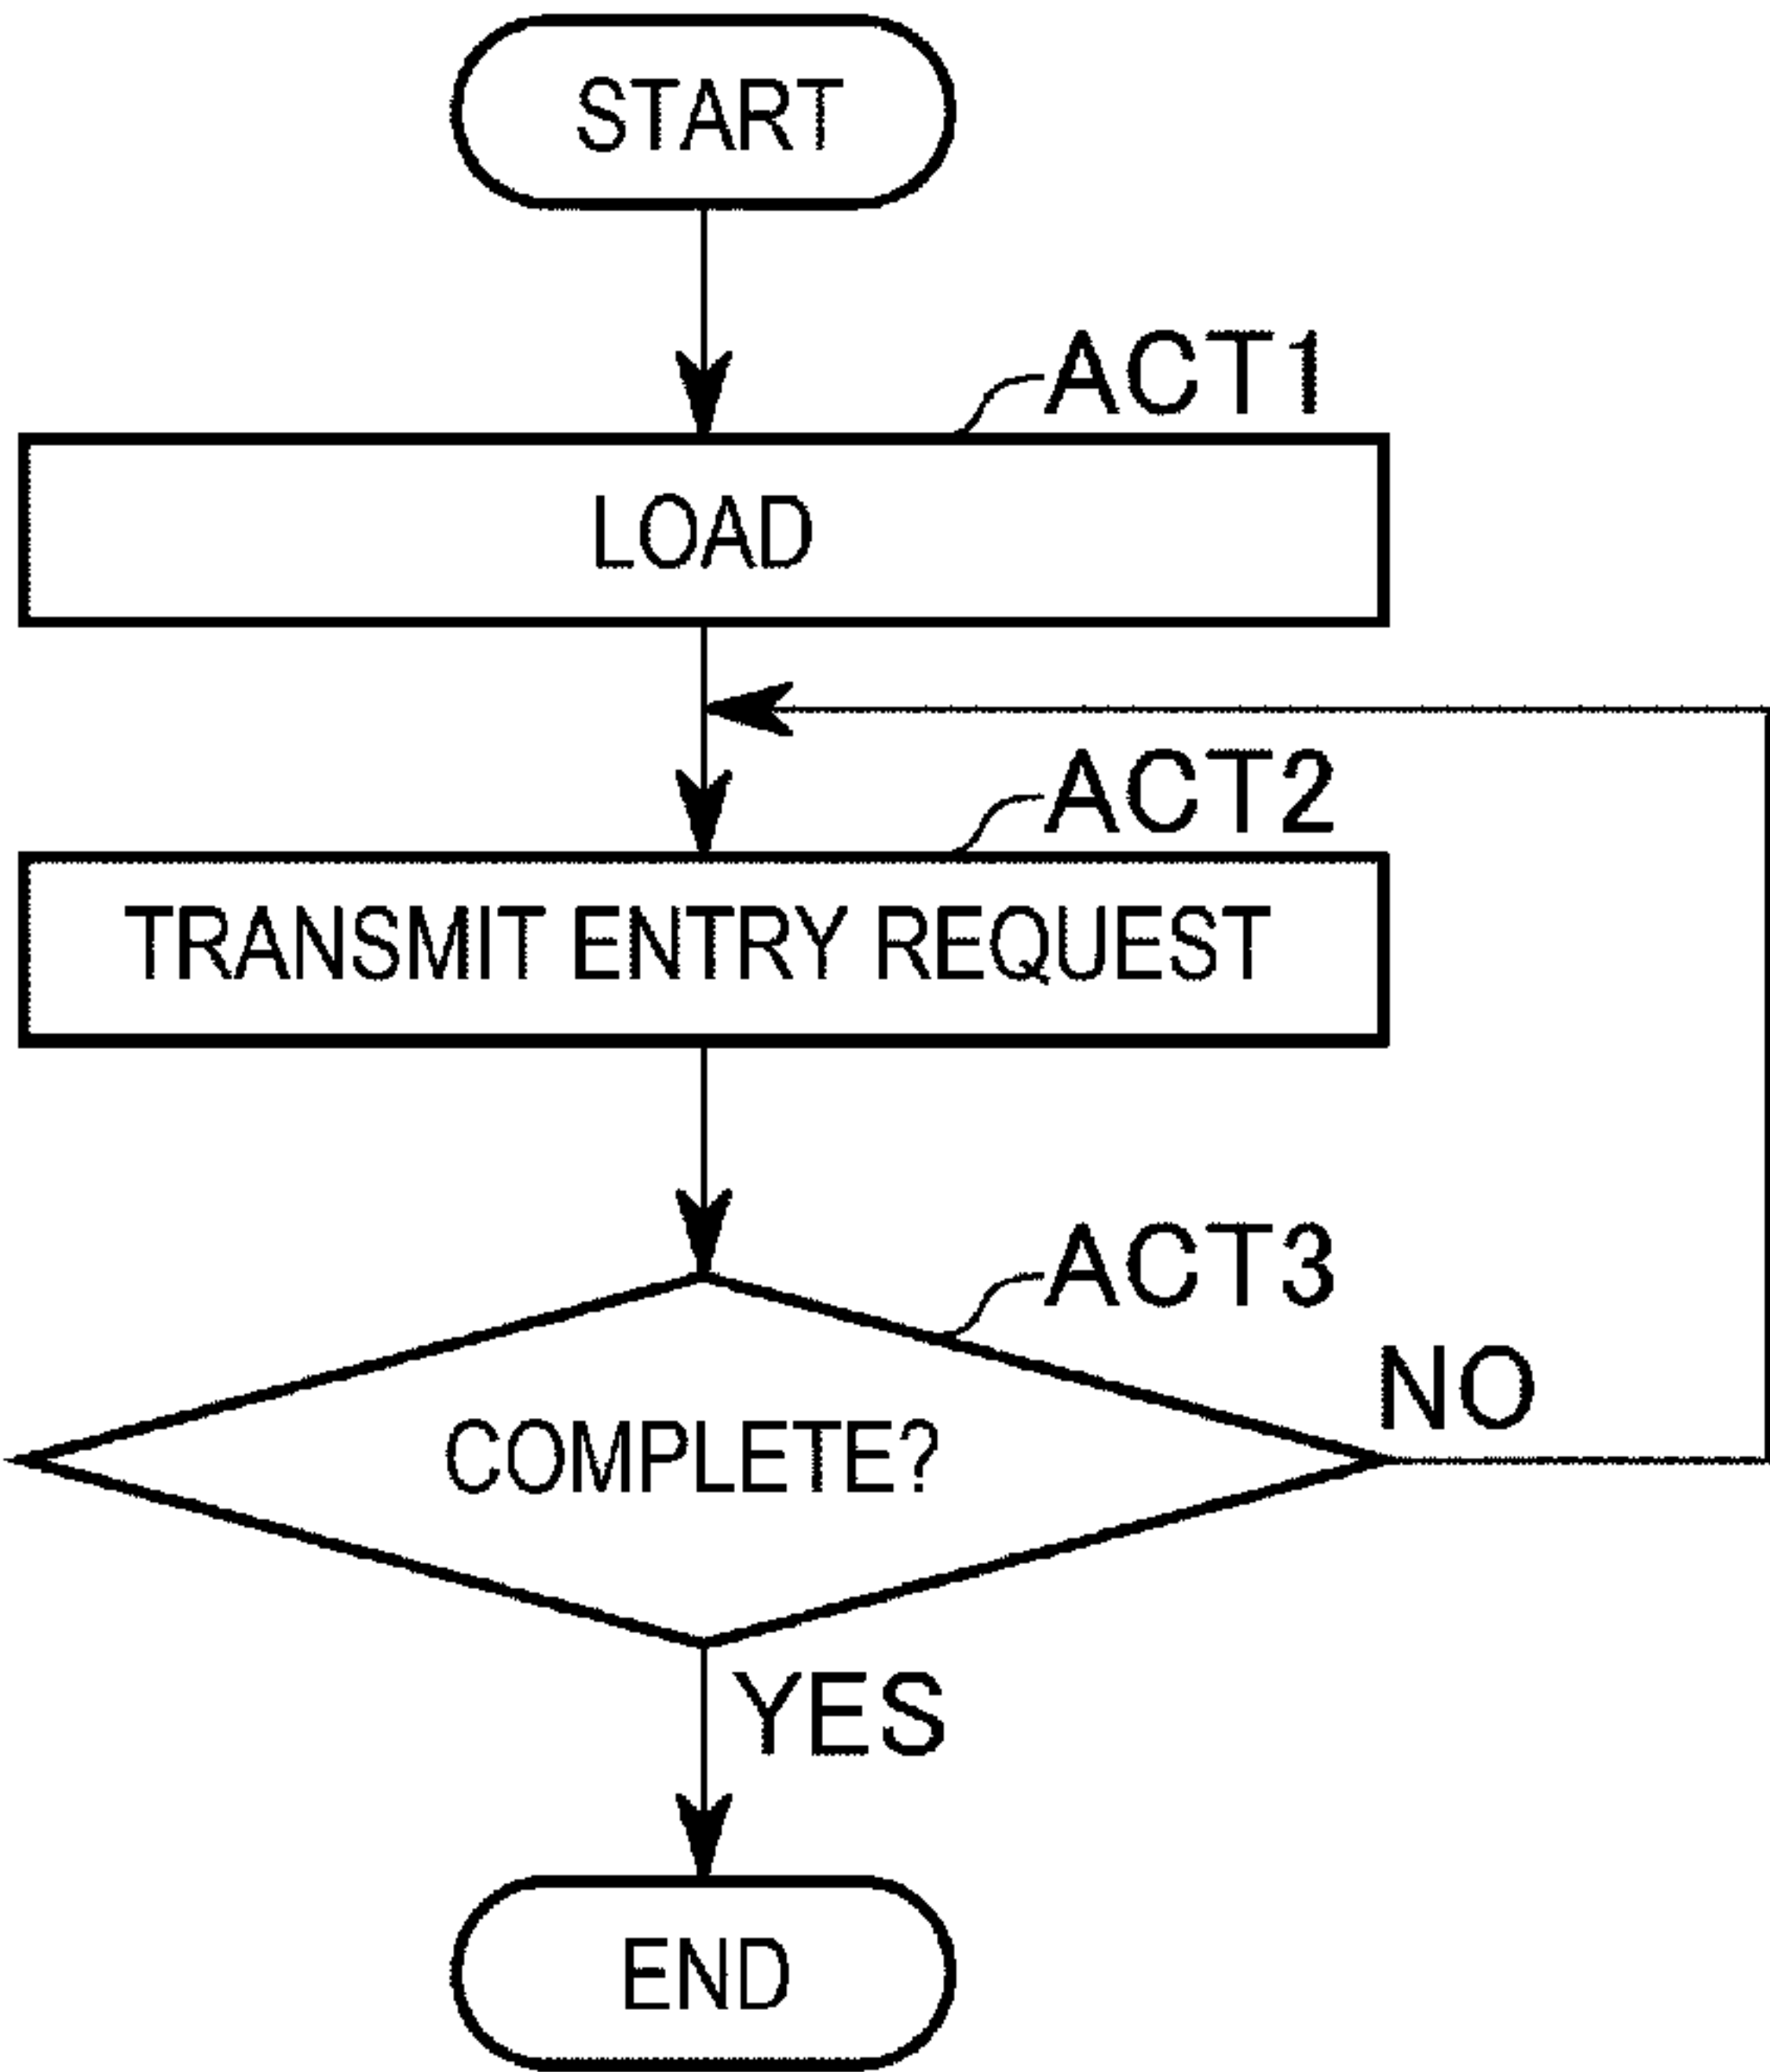 START
ACT1
LOAD
ACT2
TRANSMIT ENTRY REQUEST
ACT3
NO
COMPLETE?
YES
END